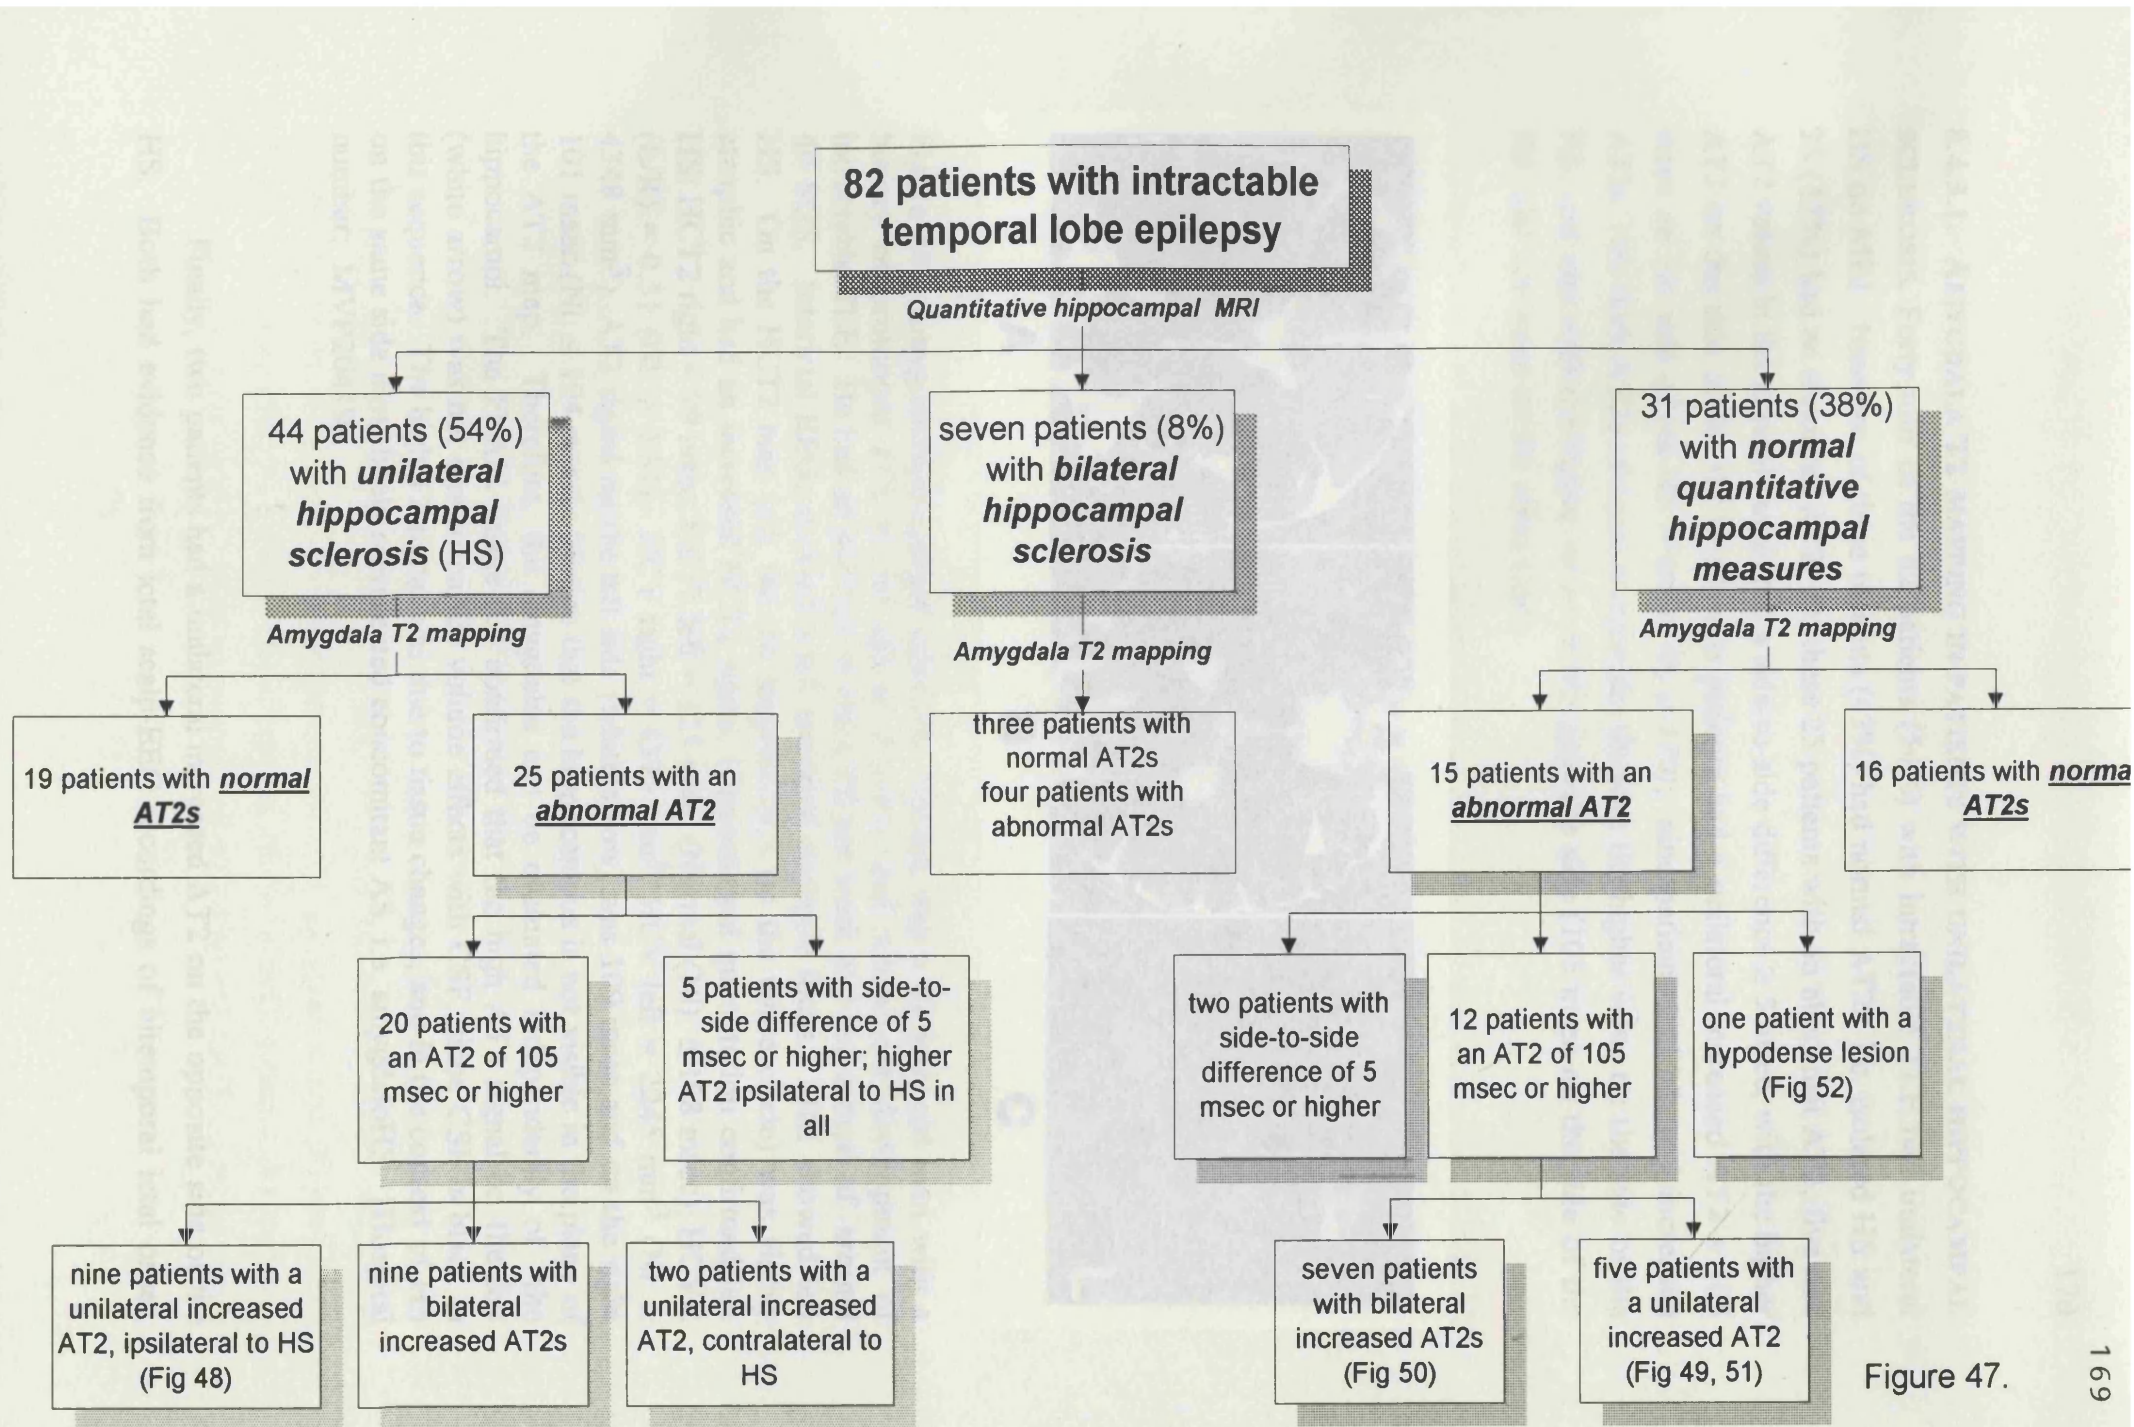 82 patients with intractable
temporal lobe epilepsy
Quantitative hippocampal MRI
44 patients (54%)
with unilateral
hippocampal
sclerosis (HS)
Amygdala T2 mapping
seven patients (8%)
with bilateral
hippocampal
sclerosis
Amygdala T2 mapping
31 patients (38%)
with normal
quantitative
hippocampal
measures
Amygdala T2 mapping
19 patients with normal
AT2s
25 patients with an
abnormal AT2
three patients with
normal AT2s
four patients with
abnormal AT2s
15 patients with an
abnormal AT2
16 patients with norma
AT2s
20 patients with
an AT2 of 105
msec or higher
5 patients with side-to-
side difference of 5
msec or higher; higher
AT2 ipsilateral to HS in
all
two patients with
side-to-side
difference of 5
msec or higher
12 patients with
an AT2 of 105
msec or higher
one patient with a
hypodense lesion
(Fig 52)
nine patients with a
unilateral increased
AT2, ipsilateral to HS
(Fig 48)
nine patients with
bilateral
increased AT2s
two patients with a
unilateral increased
AT2, contralateral to
HS
seven patients
with bilateral
increased AT2s
(Fig 50)
five patients with
a unilateral
increased AT2
(Fig 49, 51)
Figure 47.
169